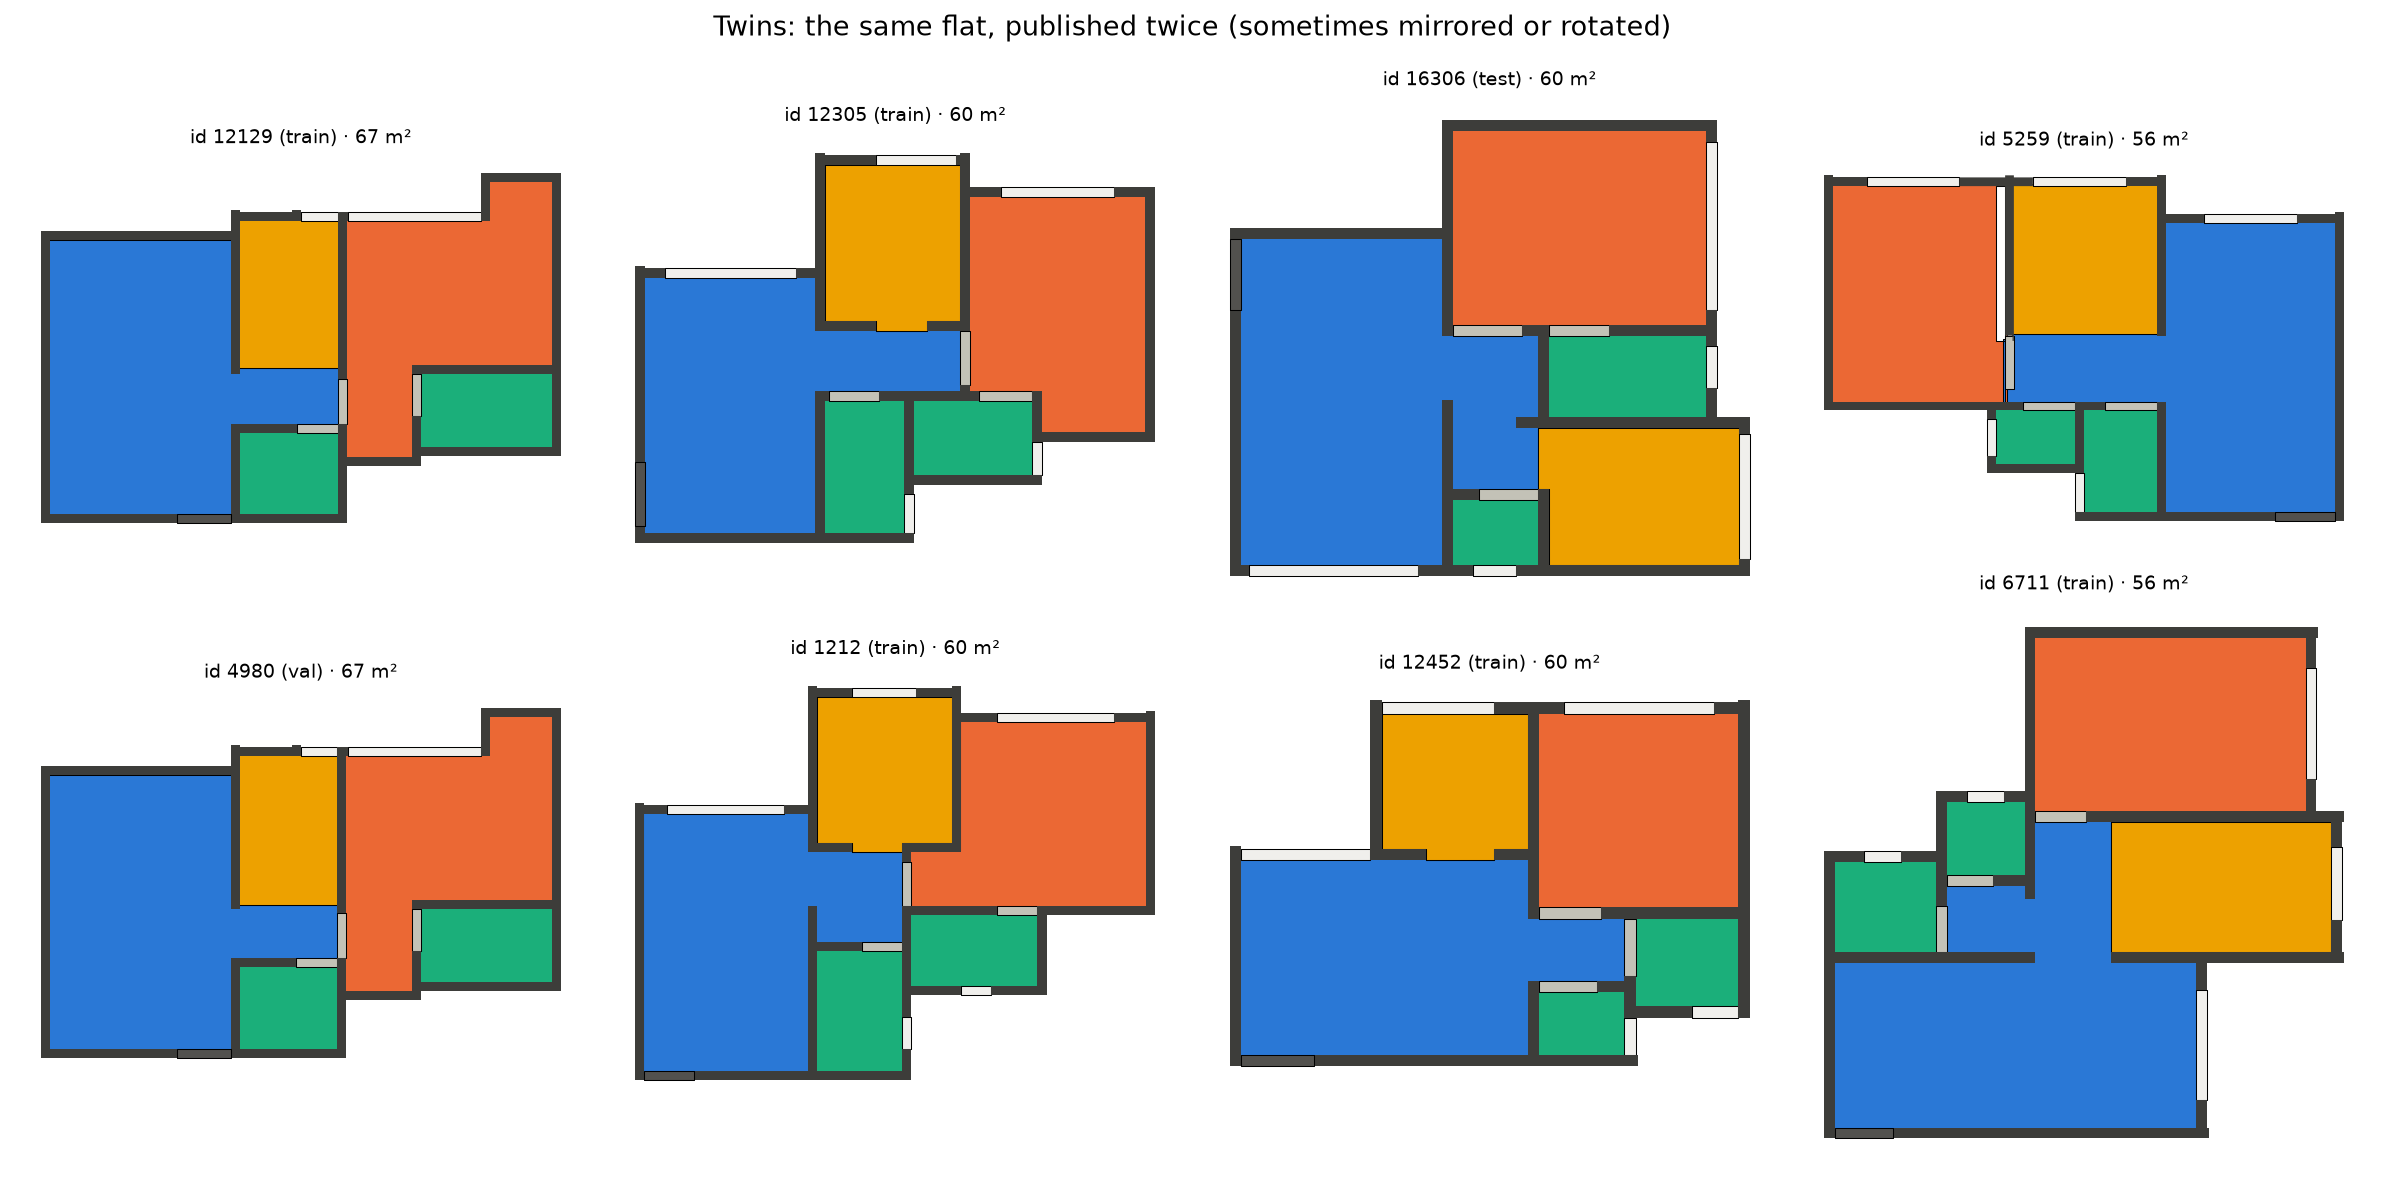 Twins: the same flat, published twice (sometimes mirrored or rotated)
id 12129 (train) · 67 m²
id 12305 (train) · 60 m²
id 16306 (test) · 60 m²
id 5259 (train) · 56 m²
id 4980 (val) · 67 m²
id 1212 (train) · 60 m²
id 12452 (train) · 60 m²
id 6711 (train) · 56 m²